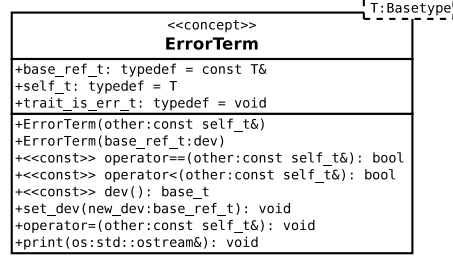 T:Basetype
<<concept>>
ErrorTerm
+base_ref_t: typedef = const T&
+self_t: typedef = T
+trait_is_err_t: typedef = void
+ErrorTerm(other:const self_t&)
+ErrorTerm(base_ref_t:dev)
+<<const>> operator==(other:const self_t&): bool
+<<const>> operator<(other:const self_t&): bool
+<<const>> dev(): base_t
+set_dev(new_dev:base_ref_t): void
+operator=(other:const self_t&): void
+print(os:std::ostream&): void